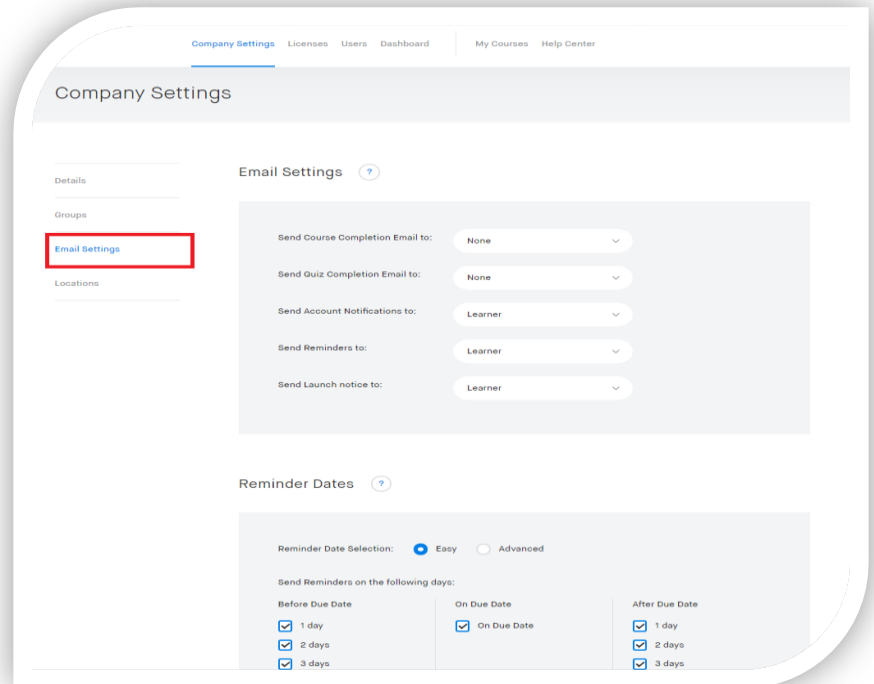 Company Settings Licenses Users Dashboard My Courses Help Center
Company Settings
Details
Groups
Email Settings
Locations
Email Settings ?
Send Course Completion Email to: None
Send Quiz Completion Email to: None
Send Account Notifications to: Learner
Send Reminders to: Learner
Send Launch notice to: Learner
Reminder Dates ?
Reminder Date Selection: Easy Advanced
Send Reminders on the following days:
Before Due Date On Due Date After Due Date
1 day On Due Date 1 day
2 days 2 days
3 days 3 days